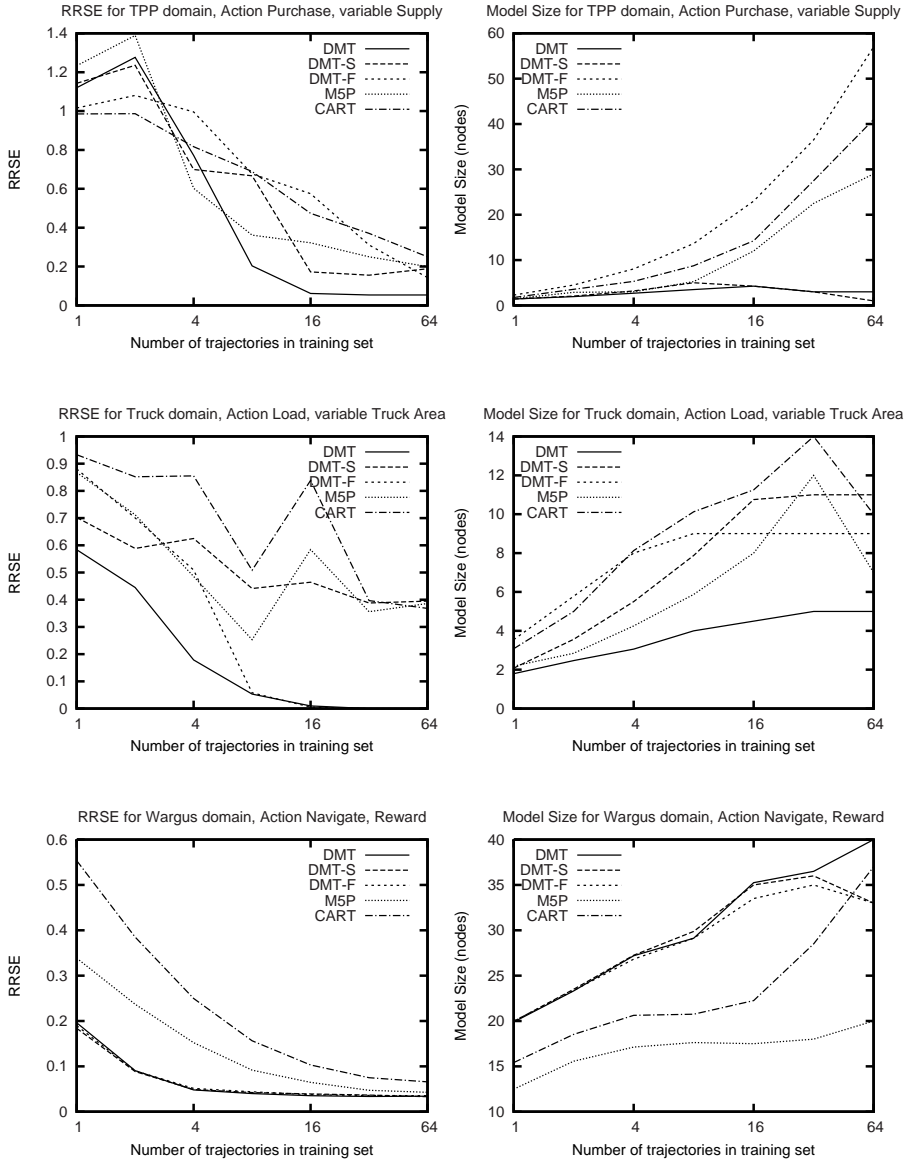 RRSE for TPP domain, Action Purchase, variable Supply
RRSE
1.4
1.2
1
0.8
0.6
0.4
0.2
0
DMT
DMT-S
DMT-F
M5P
CART
1
4
16
64
Number of trajectories in training set
Model Size for TPP domain, Action Purchase, variable Supply
Model Size (nodes)
60
50
40
30
20
10
0
DMT
DMT-S
DMT-F
M5P
CART
1
4
16
64
Number of trajectories in training set
RRSE for Truck domain, Action Load, variable Truck Area
RRSE
1
0.9
0.8
0.7
0.6
0.5
0.4
0.3
0.2
0.1
0
DMT
DMT-S
DMT-F
M5P
CART
1
4
16
64
Number of trajectories in training set
Model Size for Truck domain, Action Load, variable Truck Area
Model Size (nodes)
14
12
10
8
6
4
2
0
DMT
DMT-S
DMT-F
M5P
CART
1
4
16
64
Number of trajectories in training set
RRSE for Wargus domain, Action Navigate, Reward
RRSE
0.6
0.5
0.4
0.3
0.2
0.1
0
DMT
DMT-S
DMT-F
M5P
CART
1
4
16
64
Number of trajectories in training set
Model Size for Wargus domain, Action Navigate, Reward
Model Size (nodes)
40
35
30
25
20
15
10
DMT
DMT-S
DMT-F
M5P
CART
1
4
16
64
Number of trajectories in training set